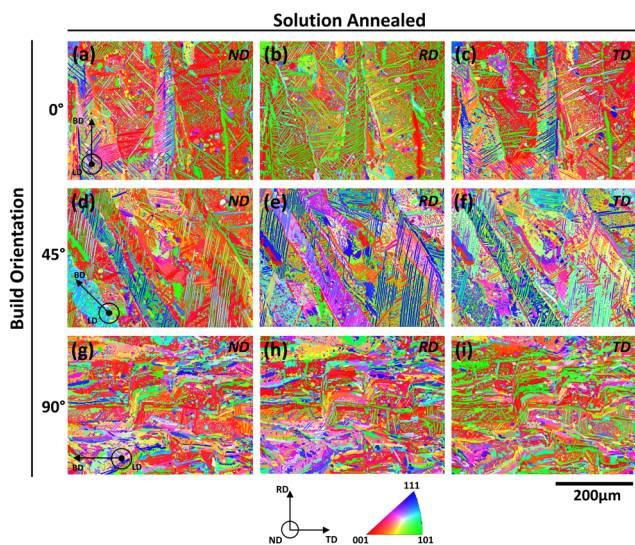 Solution Annealed
Build Orientation
0°
(a) ND
BD
LD
(b) RD
(c) TD
45°
(d) ND
BD
LD
(e) RD
(f) TD
90°
(g) ND
BD
LD
(h) RD
(i) TD
200μm
RD
ND
TD
111
001
101